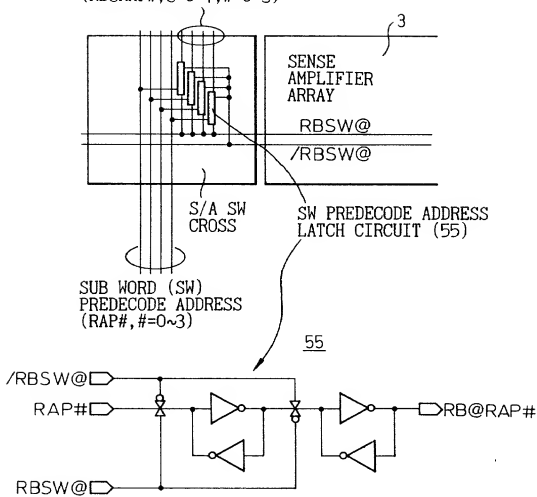 3
SENSE
AMPLIFIER
ARRAY
RBSW@
/RBSW@
S/A SW
CROSS
SW PREDECODE ADDRESS
LATCH CIRCUIT (55)
SUB WORD (SW)
PREDECODE ADDRESS
(RAP#,#=0~3)
55
/RBSW@
RAP#
RB@RAP#
RBSW@